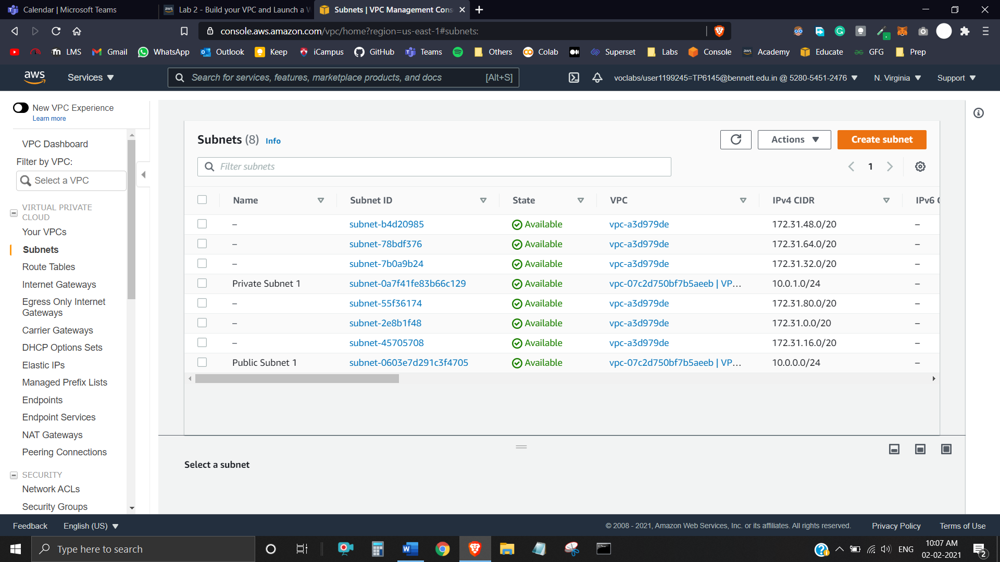 Calendar | Microsoft Teams
Lab 2 - Build your VPC and Launch a W
Subnets | VPC Management Cons
console.aws.amazon.com/vpc/home?region=us-east-1#subnets:
LMS Gmail WhatsApp Outlook Keep iCampus GitHub Teams Others Colab Superset Labs Console Academy Educate GFG Prep
aws Services Search for services, features, marketplace products, and docs [Alt+S] voclabs/user1199245=TP6145@bennett.edu.in @ 5280-5451-2476 N. Virginia Support
New VPC Experience
Learn more
VPC Dashboard
Filter by VPC:
Select a VPC
VIRTUAL PRIVATE
CLOUD
Your VPCs
Subnets
Route Tables
Internet Gateways
Egress Only Internet
Gateways
Carrier Gateways
DHCP Options Sets
Elastic IPs
Managed Prefix Lists
Endpoints
Endpoint Services
NAT Gateways
Peering Connections
SECURITY
Network ACLs
Security Groups
Subnets (8) Info Actions Create subnet
Filter subnets 1
Name Subnet ID State VPC IPv4 CIDR IPv6 C
– subnet-b4d20985 Available vpc-a3d979de 172.31.48.0/20 –
– subnet-78bdf376 Available vpc-a3d979de 172.31.64.0/20 –
– subnet-7b0a9b24 Available vpc-a3d979de 172.31.32.0/20 –
Private Subnet 1 subnet-0a7f41fe83b66c129 Available vpc-07c2d750bf7b5aeeb | VP... 10.0.1.0/24 –
– subnet-55f36174 Available vpc-a3d979de 172.31.80.0/20 –
– subnet-2e8b1f48 Available vpc-a3d979de 172.31.0.0/20 –
– subnet-45705708 Available vpc-a3d979de 172.31.16.0/20 –
Public Subnet 1 subnet-0603e7d291c3f4705 Available vpc-07c2d750bf7b5aeeb | VP... 10.0.0.0/24 –
Select a subnet
Feedback English (US) © 2008 - 2021, Amazon Web Services, Inc. or its affiliates. All rights reserved. Privacy Policy Terms of Use
Type here to search ENG 10:07 AM
02-02-2021 2